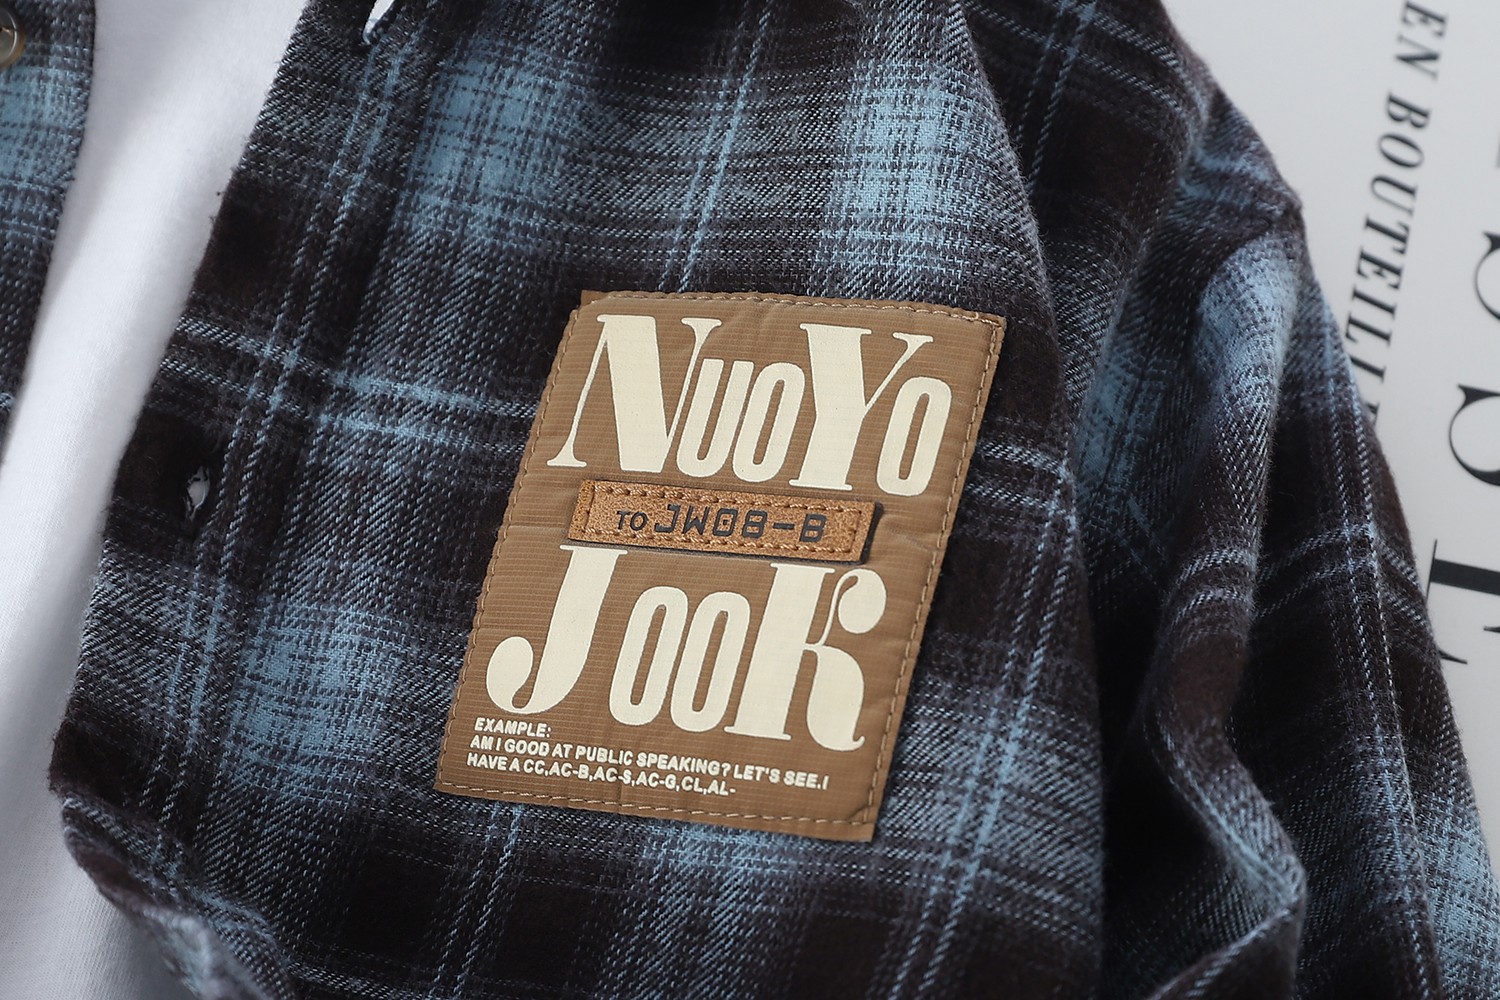 NUOYO
TO JW08-B
JOOK
EXAMPLE:
AM I GOOD AT PUBLIC SPEAKING? LET'S SEE.I
HAVE A CC,AC-B,AC-S,AC-G,CL,AL-
EN BOUTEILL